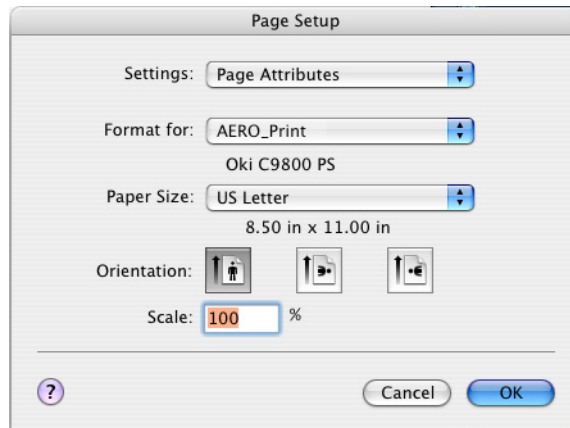 Page Setup
Settings: Page Attributes
Format for: AERO_Print
Oki C9800 PS
Paper Size: US Letter
8.50 in x 11.00 in
Orientation:
Scale: 100 %
? Cancel OK